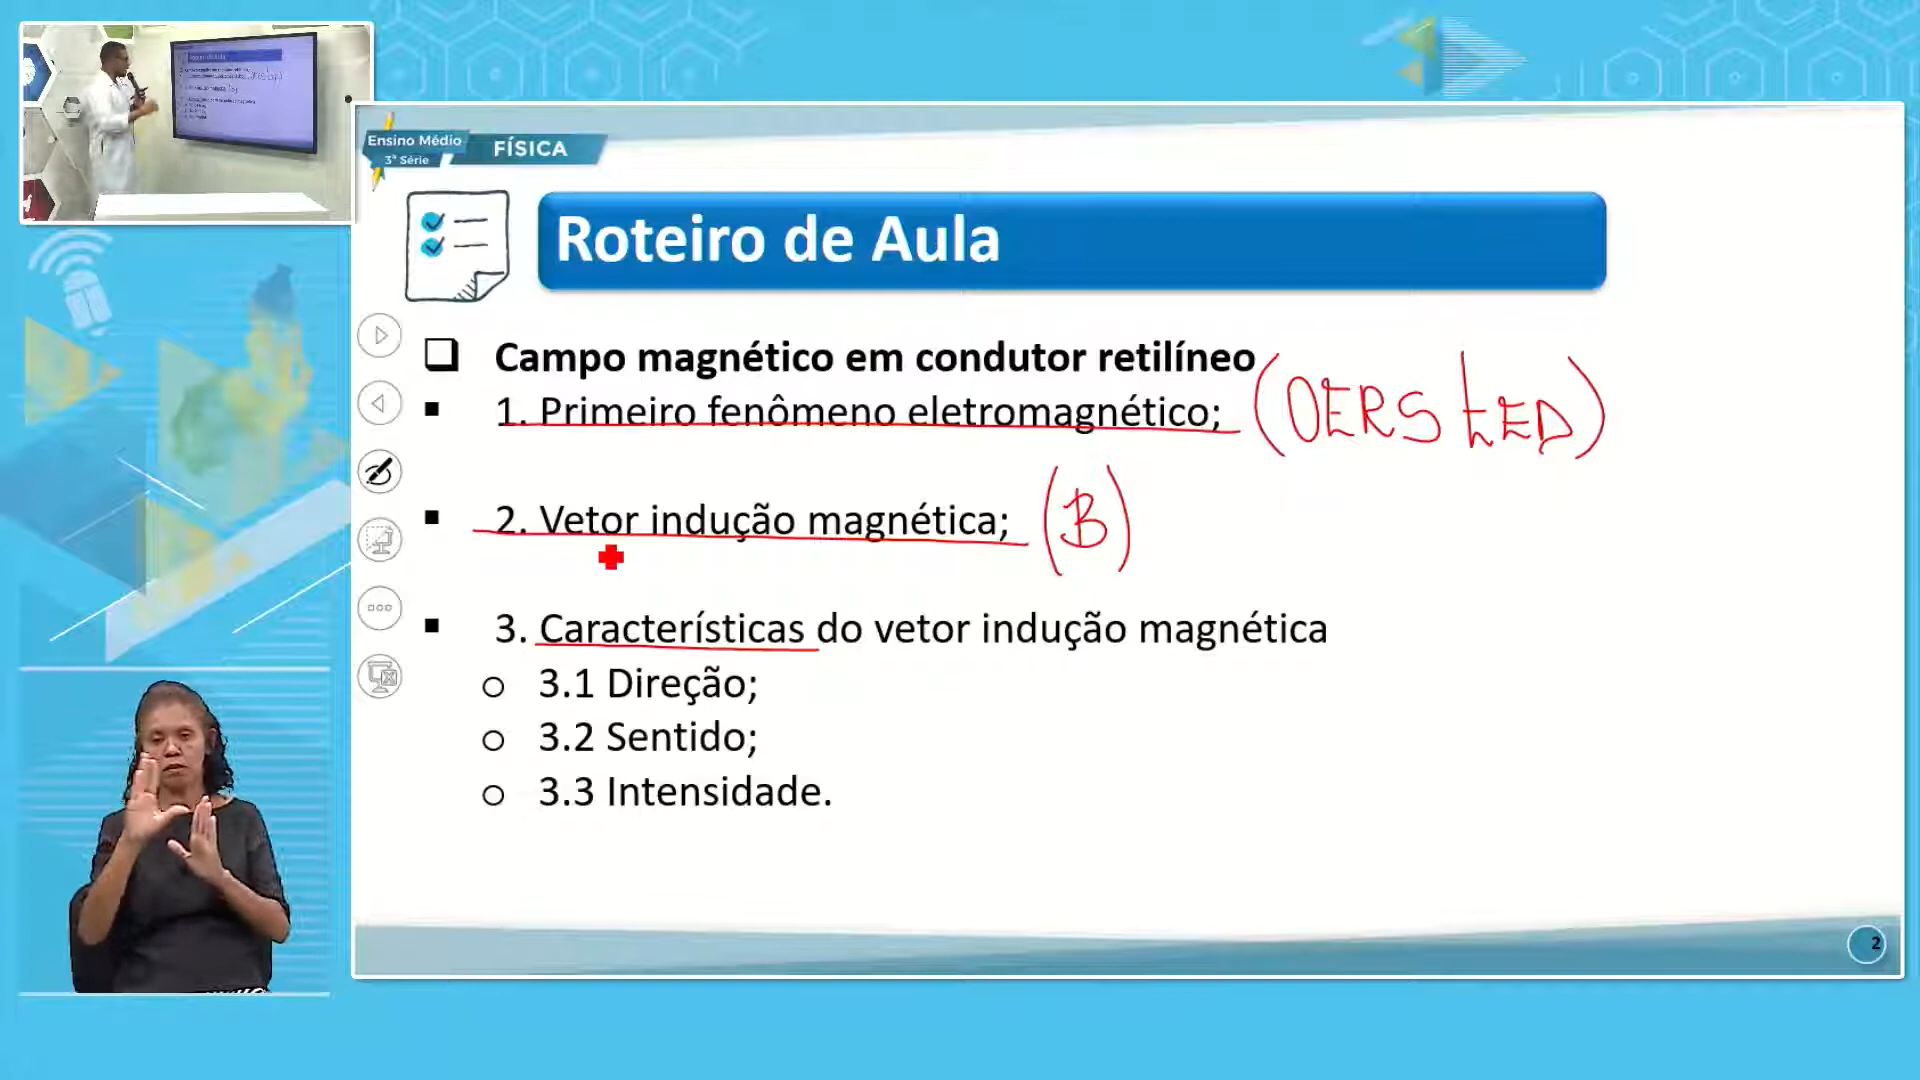 Ensino Médio
3ª Série
FÍSICA
Roteiro de Aula
Campo magnético em condutor retilíneo
1. Primeiro fenômeno eletromagnético; (OERSTED)
2. Vetor indução magnética; (B)
3. Características do vetor indução magnética
3.1 Direção;
3.2 Sentido;
3.3 Intensidade.
2